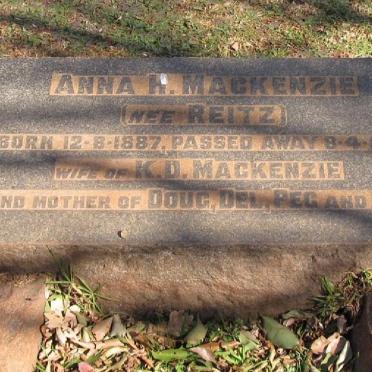 ANNA H. MACKENZIE
(NEE REITZ)
BORN 12-8-1887, PASSED AWAY 8-4-
WIFE OF K.D. MACKENZIE
AND MOTHER OF DOUG, DEL, PEG AND